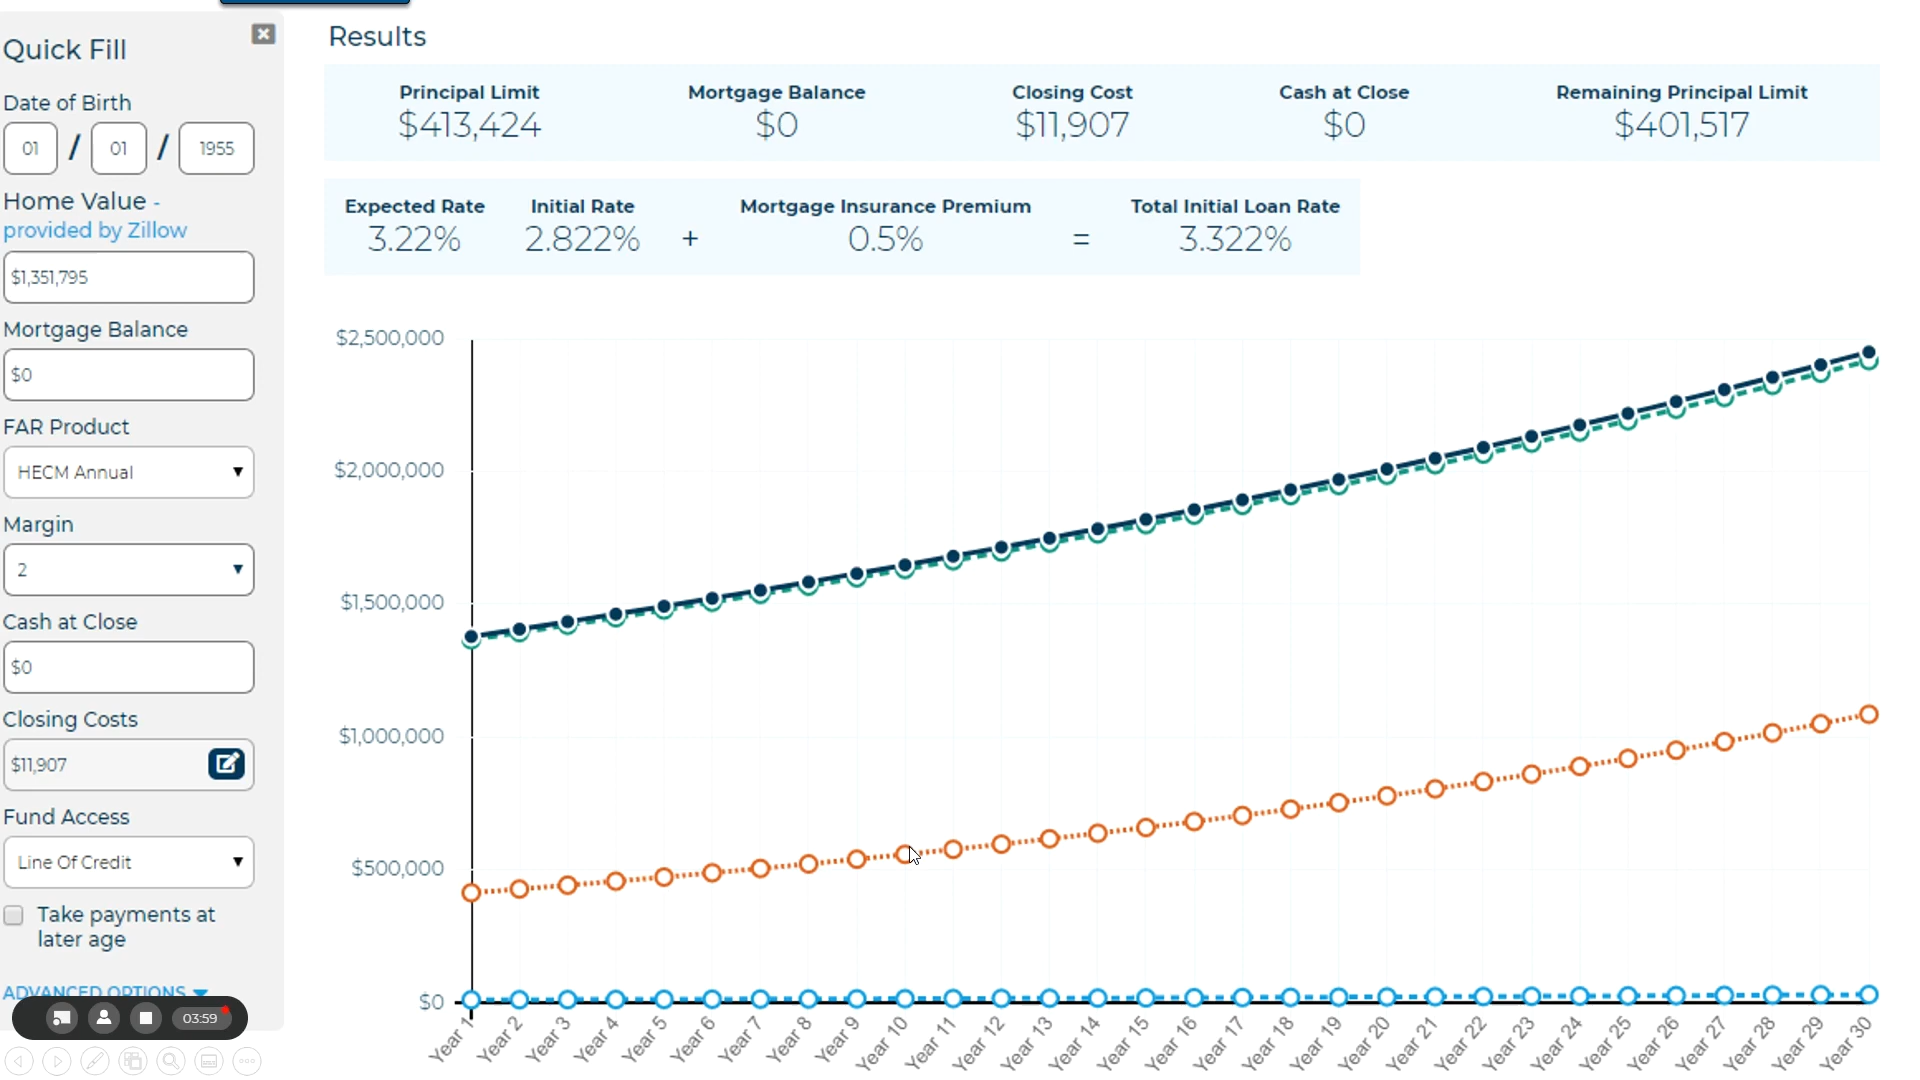 Quick Fill
Date of Birth
01 / 01 / 1955
Home Value -
provided by Zillow
$1,351,795
Mortgage Balance
$0
FAR Product
HECM Annual
Margin
2
Cash at Close
$0
Closing Costs
$11,907
Fund Access
Line Of Credit
Take payments at
later age
ADVANCED OPTIONS
03:59
Results
Principal Limit
$413,424
Mortgage Balance
$0
Closing Cost
$11,907
Cash at Close
$0
Remaining Principal Limit
$401,517
Expected Rate
3.22%
Initial Rate
2.822%
+
Mortgage Insurance Premium
0.5%
=
Total Initial Loan Rate
3.322%
$2,500,000
$2,000,000
$1,500,000
$1,000,000
$500,000
$0
Year 1
Year 2
Year 3
Year 4
Year 5
Year 6
Year 7
Year 8
Year 9
Year 10
Year 11
Year 12
Year 13
Year 14
Year 15
Year 16
Year 17
Year 18
Year 19
Year 20
Year 21
Year 22
Year 23
Year 24
Year 25
Year 26
Year 27
Year 28
Year 29
Year 30